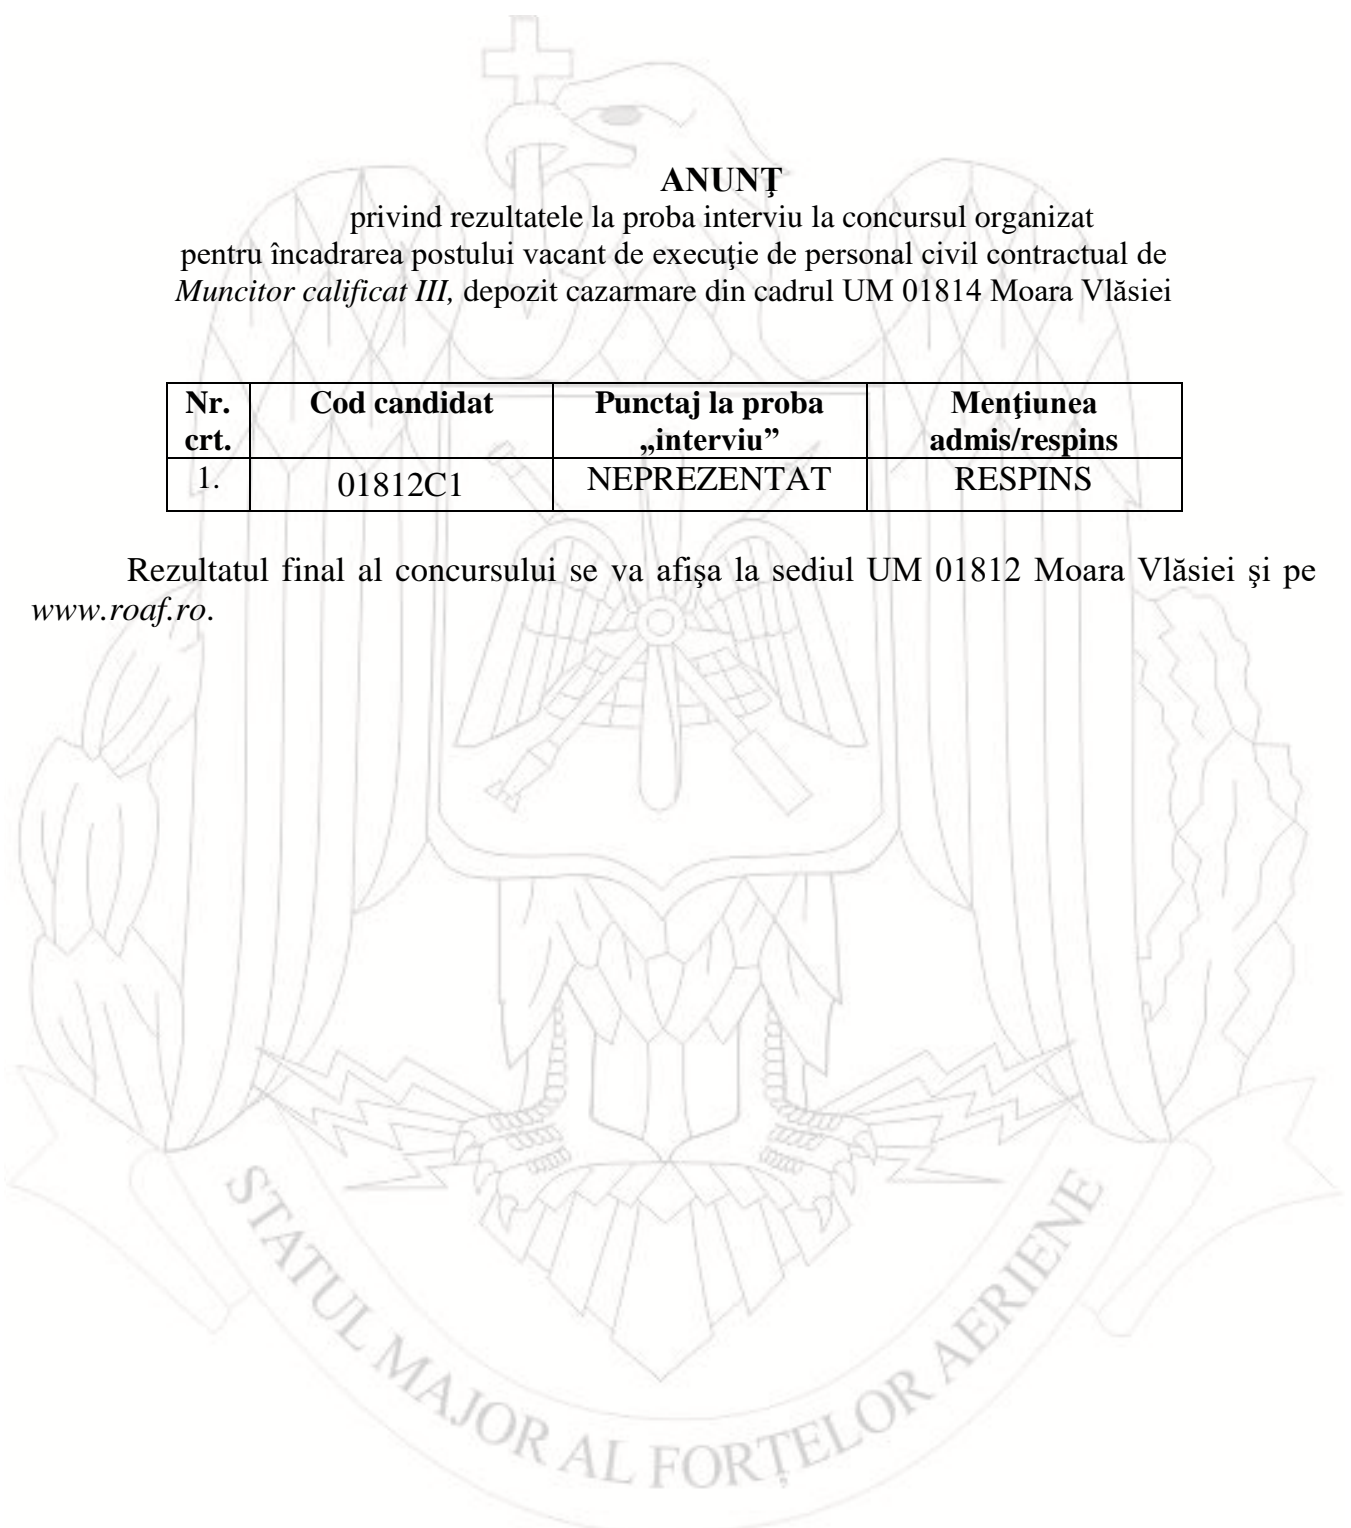 ANUNŢ
privind rezultatele la proba interviu la concursul organizat
pentru încadrarea postului vacant de execuţie de personal civil contractual de
Muncitor calificat III, depozit cazarmare din cadrul UM 01814 Moara Vlăsiei
Nr. crt. Cod candidat Punctaj la proba „interviu” Menţiunea admis/respins
1. 01812C1 NEPREZENTAT RESPINS
Rezultatul final al concursului se va afişa la sediul UM 01812 Moara Vlăsiei şi pe
www.roaf.ro.
STATUL MAJOR AL FORȚELOR AERIENE